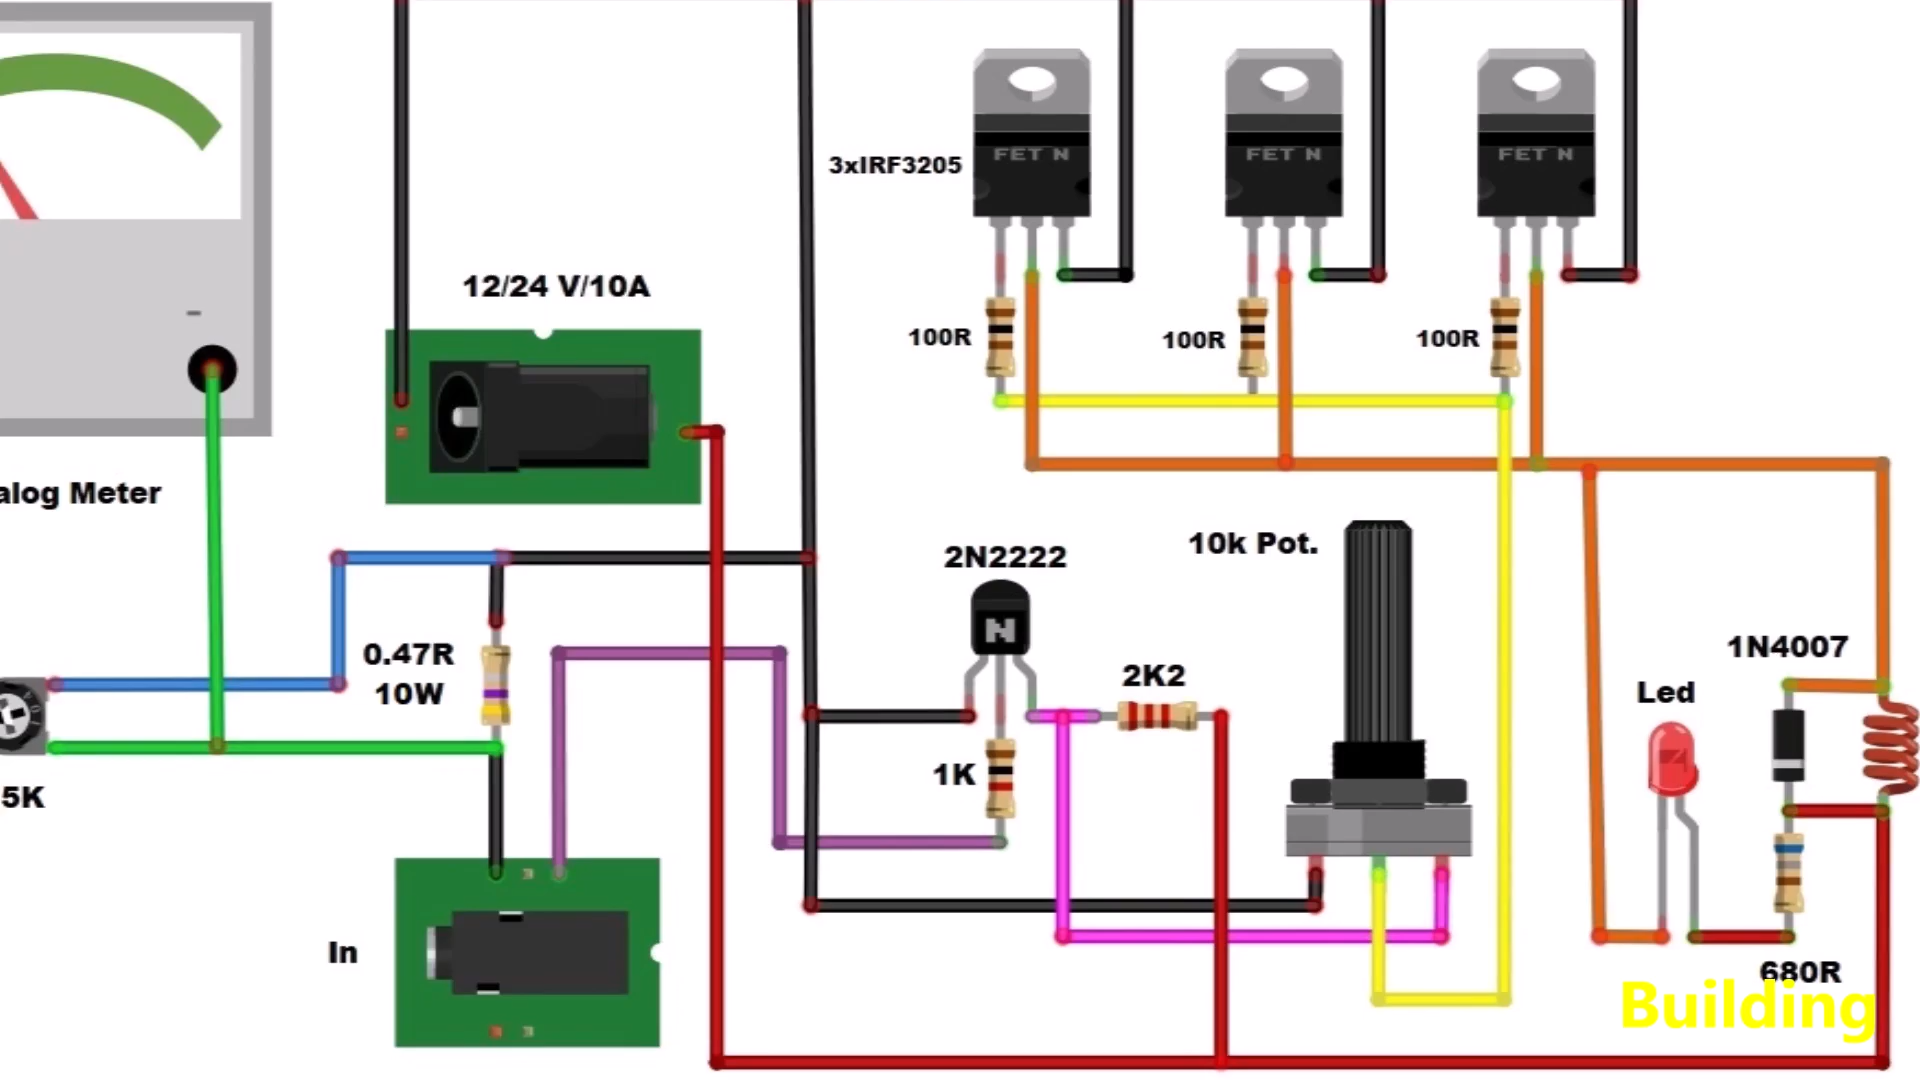 3xIRF3205
FET N
FET N
FET N
12/24 V/10A
-
100R
100R
100R
alog Meter
2N2222
N
10k Pot.
0.47R
10W
2K2
1N4007
Led
5K
1K
In
680R
Building